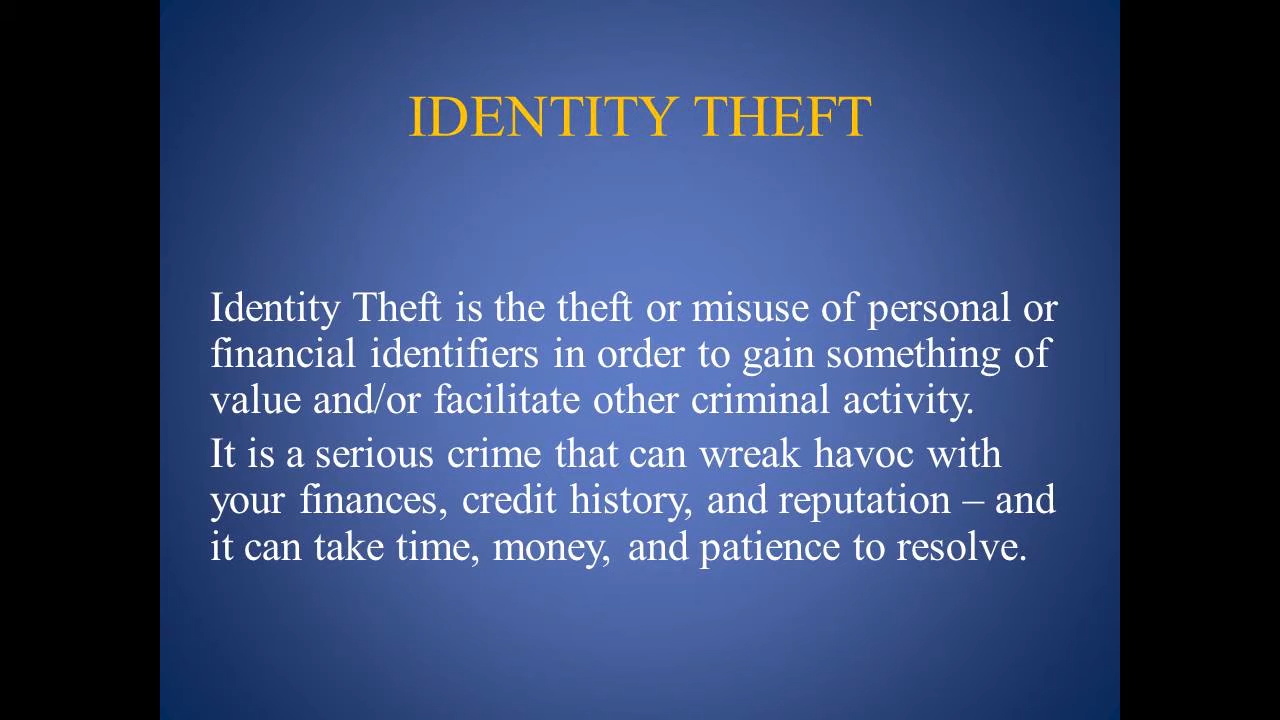 IDENTITY THEFT
Identity Theft is the theft or misuse of personal or
financial identifiers in order to gain something of
value and/or facilitate other criminal activity.
It is a serious crime that can wreak havoc with
your finances, credit history, and reputation – and
it can take time, money, and patience to resolve.